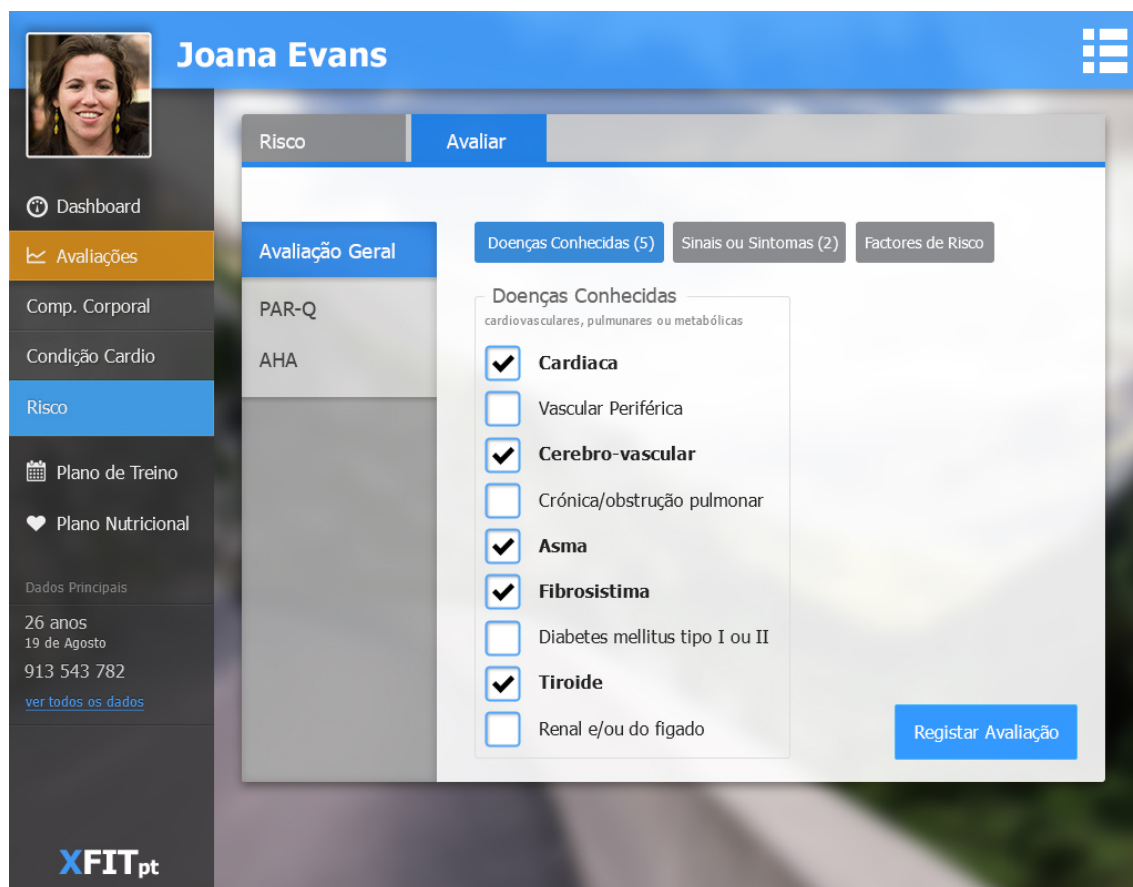 Joana Evans
Dashboard
Avaliações
Comp. Corporal
Condição Cardio
Risco
Plano de Treino
Plano Nutricional
Dados Principais
26 anos
19 de Agosto
913 543 782
ver todos os dados
XFITpt
Risco
Avaliar
Avaliação Geral
PAR-Q
AHA
Doenças Conhecidas (5)
Sinais ou Sintomas (2)
Factores de Risco
Doenças Conhecidas
cardiovasculares, pulmunares ou metabólicas
Cardiaca
Vascular Periférica
Cerebro-vascular
Crónica/obstrução pulmonar
Asma
Fibrosistima
Diabetes mellitus tipo I ou II
Tiroide
Renal e/ou do figado
Registar Avaliação